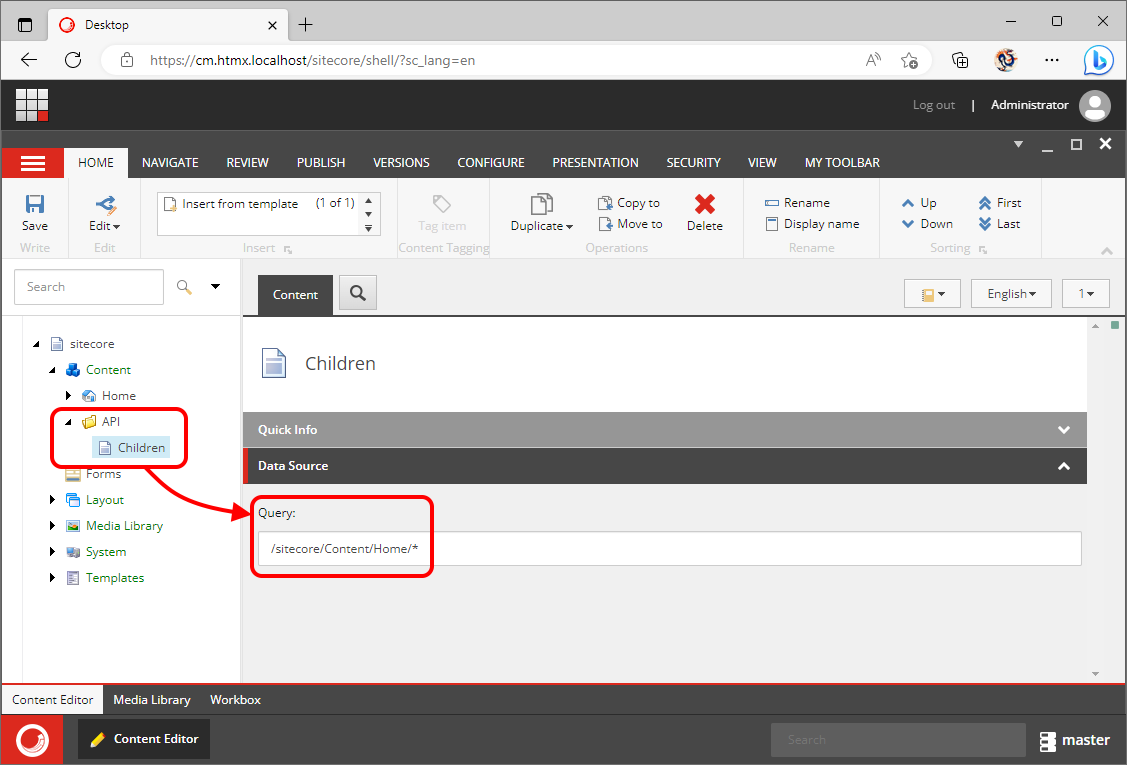 Desktop
https://cm.htmx.localhost/sitecore/shell/?sc_lang=en
Log out | Administrator
HOME NAVIGATE REVIEW PUBLISH VERSIONS CONFIGURE PRESENTATION SECURITY VIEW MY TOOLBAR
Save
Write
Edit
Edit
Insert from template (1 of 1)
Insert
Tag item
Content Tagging
Duplicate
Copy to
Move to
Delete
Operations
Rename
Display name
Rename
Up
Down
First
Last
Sorting
Search
Content
English
1
sitecore
Content
Home
API
Children
Forms
Layout
Media Library
System
Templates
Children
Quick Info
Data Source
Query:
/sitecore/Content/Home/*
Content Editor Media Library Workbox
Content Editor
Search
master